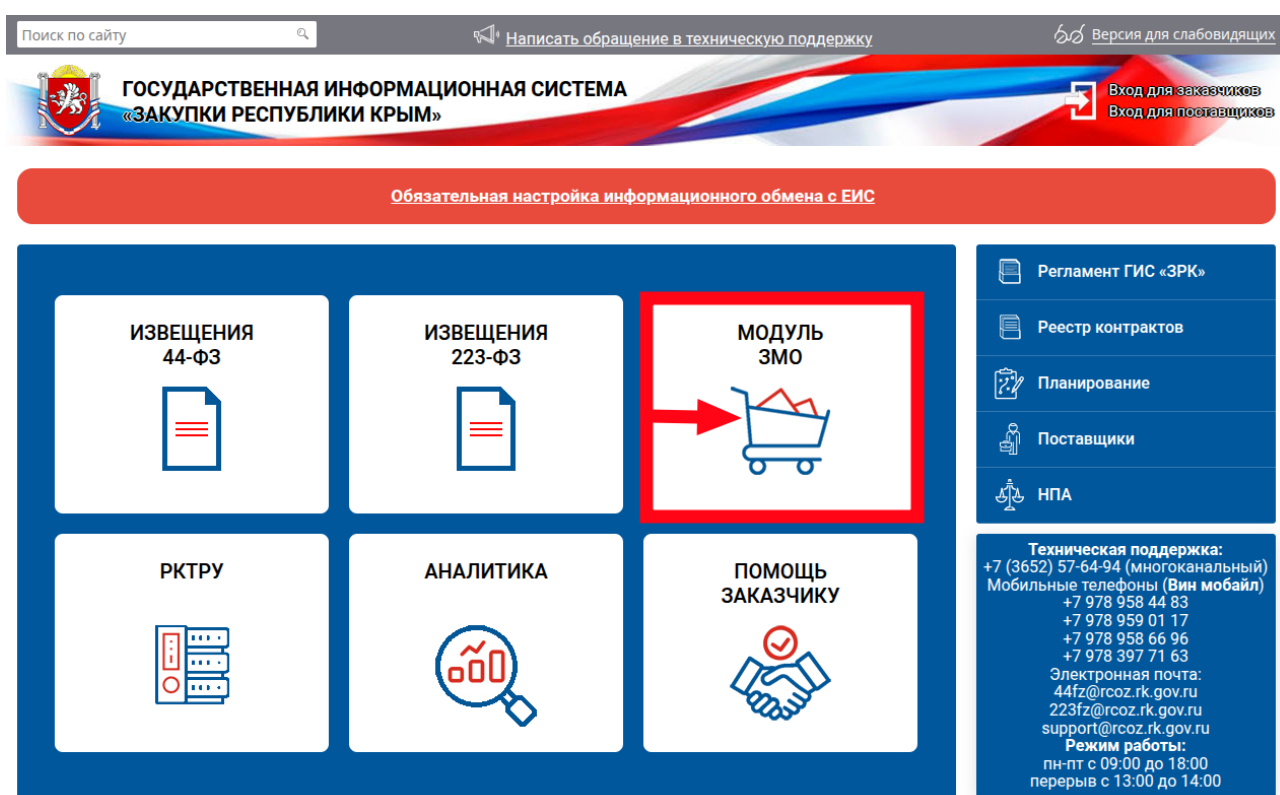 Поиск по сайту
Написать обращение в техническую поддержку
Версия для слабовидящих
ГОСУДАРСТВЕННАЯ ИНФОРМАЦИОННАЯ СИСТЕМА
«ЗАКУПКИ РЕСПУБЛИКИ КРЫМ»
Вход для заказчиков
Вход для поставщиков
Обязательная настройка информационного обмена с ЕИС
ИЗВЕЩЕНИЯ
44-ФЗ
ИЗВЕЩЕНИЯ
223-ФЗ
МОДУЛЬ
ЗМО
РКТРУ
АНАЛИТИКА
ПОМОЩЬ
ЗАКАЗЧИКУ
Регламент ГИС «ЗРК»
Реестр контрактов
Планирование
Поставщики
НПА
Техническая поддержка:
+7 (3652) 57-64-94 (многоканальный)
Мобильные телефоны (Вин мобайл)
+7 978 958 44 83
+7 978 959 01 17
+7 978 958 66 96
+7 978 397 71 63
Электронная почта:
44fz@rcoz.rk.gov.ru
223fz@rcoz.rk.gov.ru
support@rcoz.rk.gov.ru
Режим работы:
пн-пт с 09:00 до 18:00
перерыв с 13:00 до 14:00